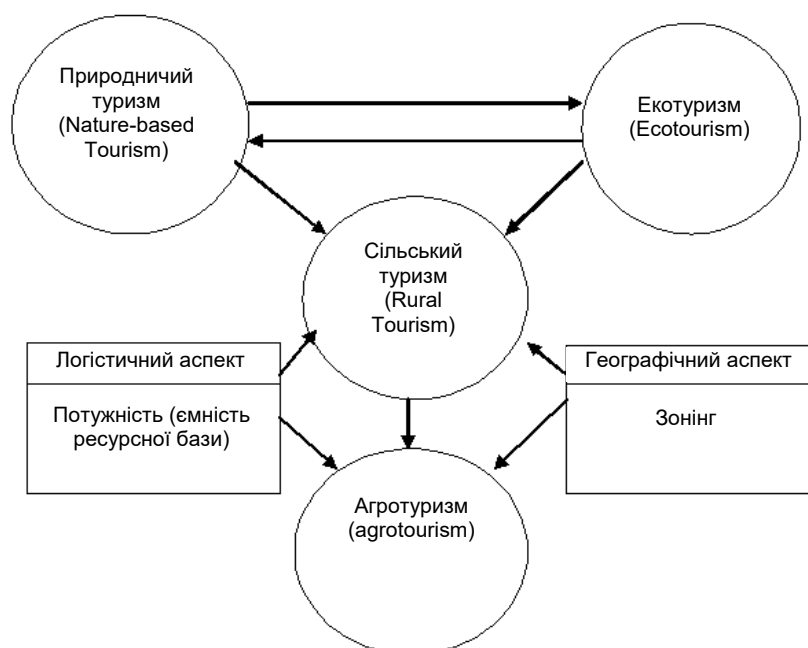 Природничий
туризм
(Nature-based
Tourism)
Екотуризм
(Ecotourism)
Сільський
туризм
(Rural
Tourism)
Логістичний аспект
Потужність (ємність
ресурсної бази)
Географічний аспект
Зонінг
Агротуризм
(agrotourism)